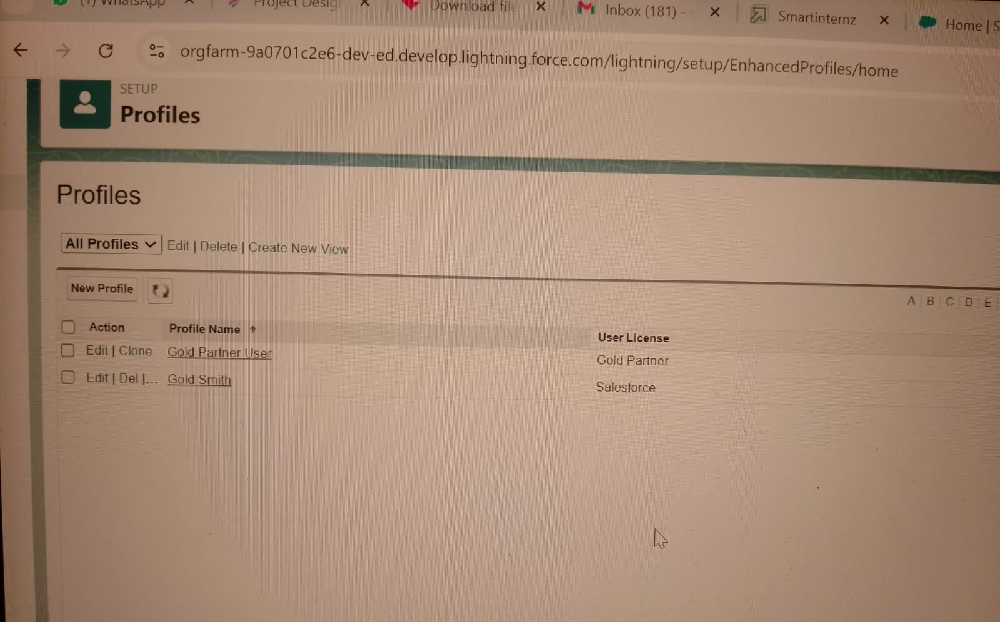 (1) WhatsApp
Project Desig
Download file
Inbox (181) -
Smartinternz
Home | S
orgfarm-9a0701c2e6-dev-ed.develop.lightning.force.com/lightning/setup/EnhancedProfiles/home
SETUP
Profiles
Profiles
All Profiles Edit | Delete | Create New View
New Profile
A B C D E
Action Profile Name ↑ User License
Edit | Clone Gold Partner User Gold Partner
Edit | Del |... Gold Smith Salesforce